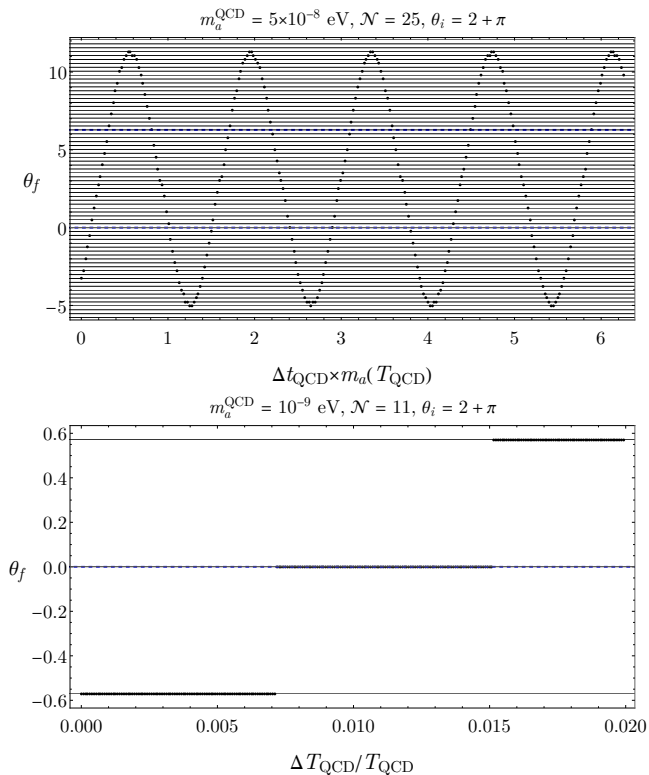 m_a^QCD = 5×10⁻⁸ eV, 𝒩 = 25, θ_i = 2 + π
10
5
0
−5
θ_f
0 1 2 3 4 5 6
Δt_QCD×m_a(T_QCD)
m_a^QCD = 10⁻⁹ eV, 𝒩 = 11, θ_i = 2 + π
0.6
0.4
0.2
0.0
−0.2
−0.4
−0.6
θ_f
0.000 0.005 0.010 0.015 0.020
ΔT_QCD/T_QCD